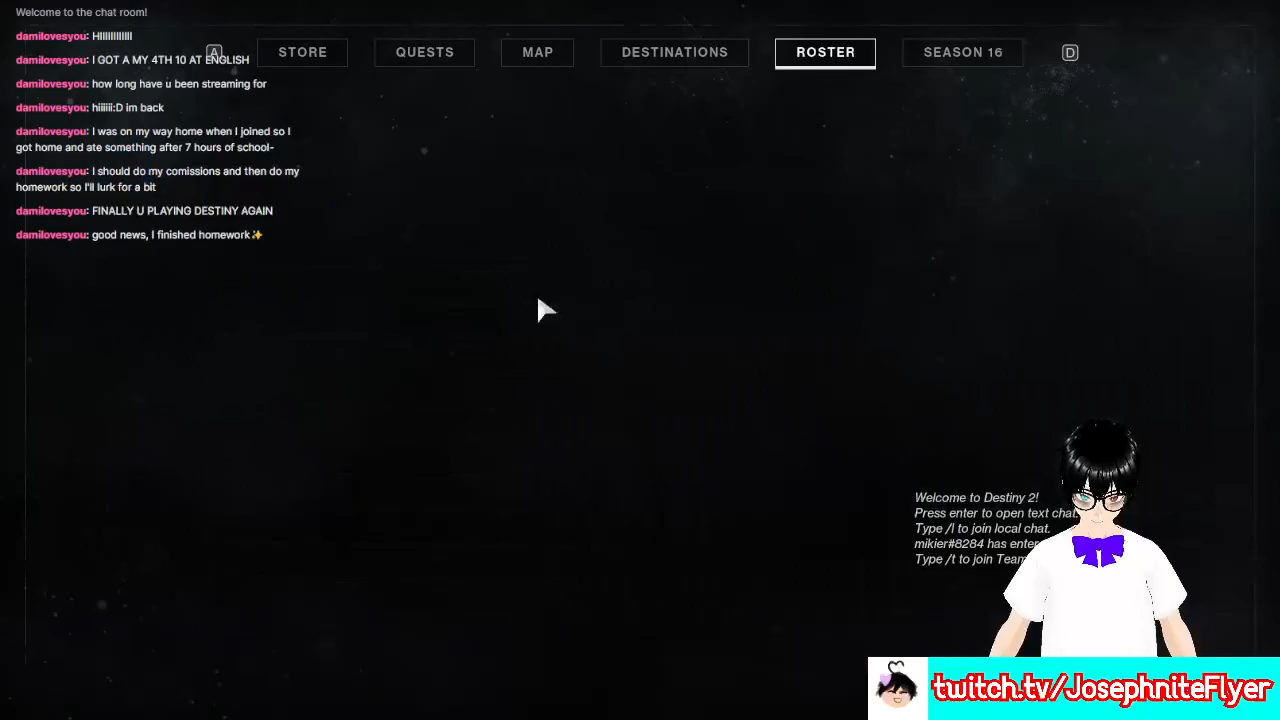 Welcome to the chat room!
damilovesyou: HIIIIIIIIIIII
damilovesyou: I GOT A MY 4TH 10 AT ENGLISH
damilovesyou: how long have u been streaming for
damilovesyou: hiiiiii:D im back
damilovesyou: I was on my way home when I joined so I
got home and ate something after 7 hours of school-
damilovesyou: I should do my comissions and then do my
homework so I'll lurk for a bit
damilovesyou: FINALLY U PLAYING DESTINY AGAIN
damilovesyou: good news, I finished homework✨
A STORE QUESTS MAP DESTINATIONS ROSTER SEASON 16 D
Welcome to Destiny 2!
Press enter to open text chat.
Type /l to join local chat.
mikier#8284 has enter
Type /t to join Team
twitch.tv/JosephniteFlyer